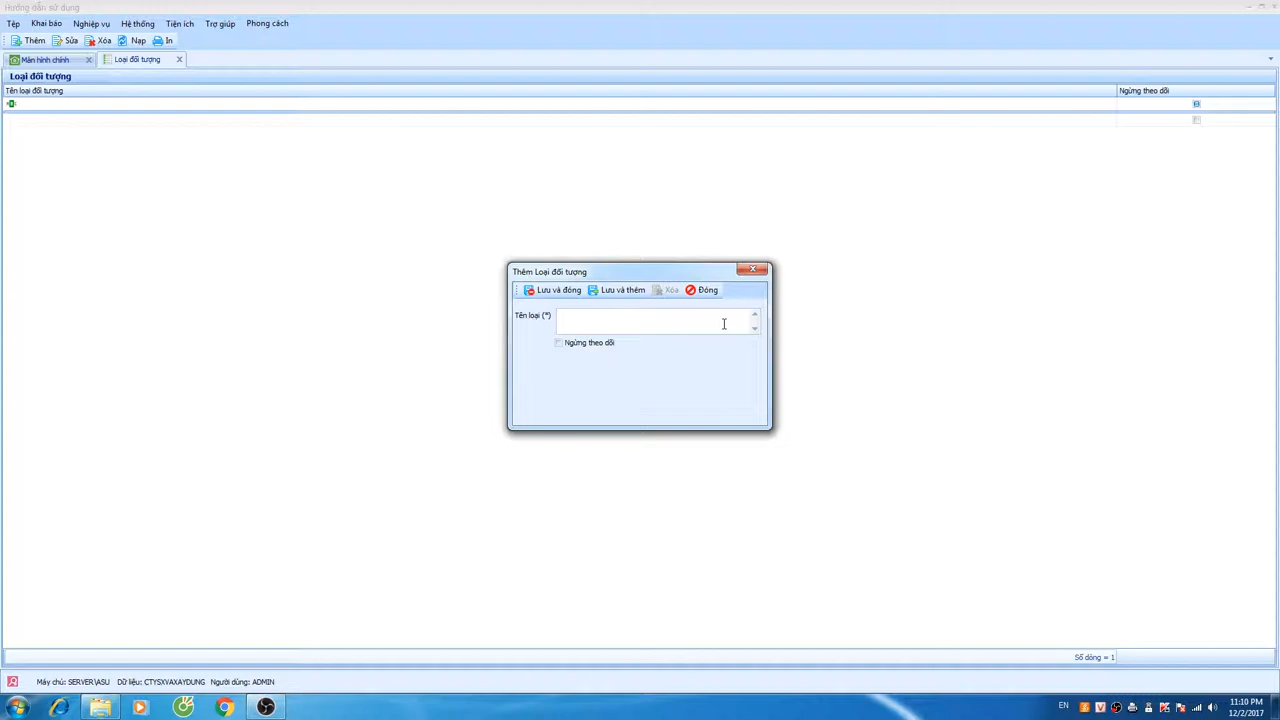 Hướng dẫn sử dụng
Tệp Khai báo Nghiệp vụ Hệ thống Tiện ích Trợ giúp Phong cách
Thêm Sửa Xóa Nạp In
Màn hình chính Loại đối tượng
Loại đối tượng
Tên loại đối tượng Ngừng theo dõi
Thêm Loại đối tượng
Lưu và đóng Lưu và thêm Xóa Đóng
Tên loại (*)
Ngừng theo dõi
Số dòng = 1
Máy chủ: SERVER\ASU Dữ liệu: CTYSXVAXAYDUNG Người dùng: ADMIN
EN
11:10 PM
12/2/2017